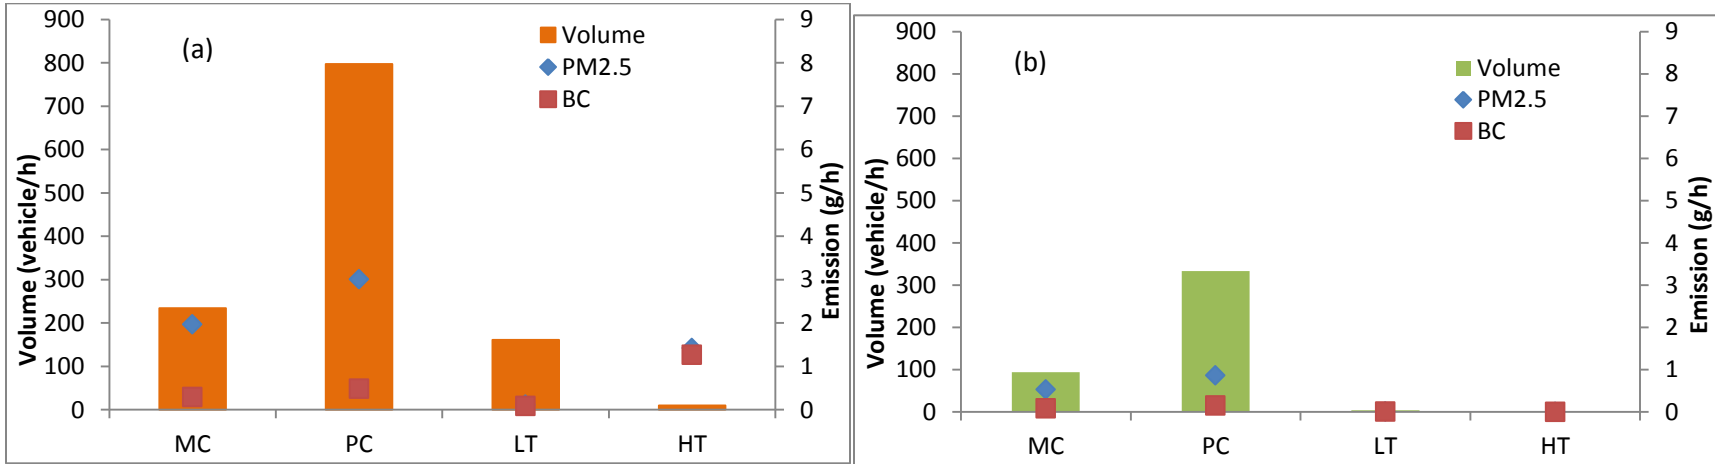 (a)
Volume
PM2.5
BC
Volume (vehicle/h)
900
800
700
600
500
400
300
200
100
0
9
8
7
6
5
4
3
2
1
0
Emission (g/h)
MC PC LT HT
(b)
Volume
PM2.5
BC
Volume (vehicle/h)
900
800
700
600
500
400
300
200
100
0
9
8
7
6
5
4
3
2
1
0
Emission (g/h)
MC PC LT HT